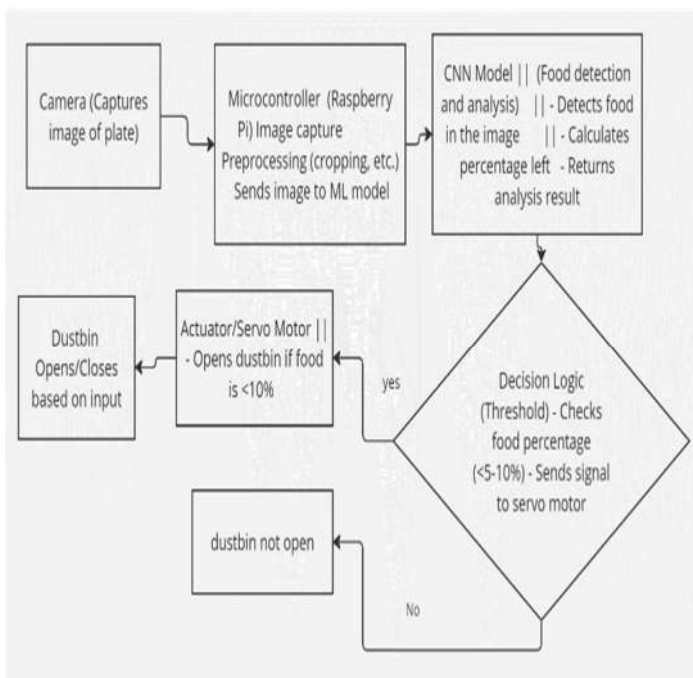 Camera (Captures
image of plate)
Microcontroller (Raspberry
Pi) Image capture
Preprocessing (cropping, etc.)
Sends image to ML model
CNN Model || (Food detection
and analysis) || - Detects food
in the image || - Calculates
percentage left - Returns
analysis result
Decision Logic
(Threshold) - Checks
food percentage
(<5-10%) - Sends signal
to servo motor
yes
Actuator/Servo Motor ||
- Opens dustbin if food
is <10%
Dustbin
Opens/Closes
based on input
No
dustbin not open